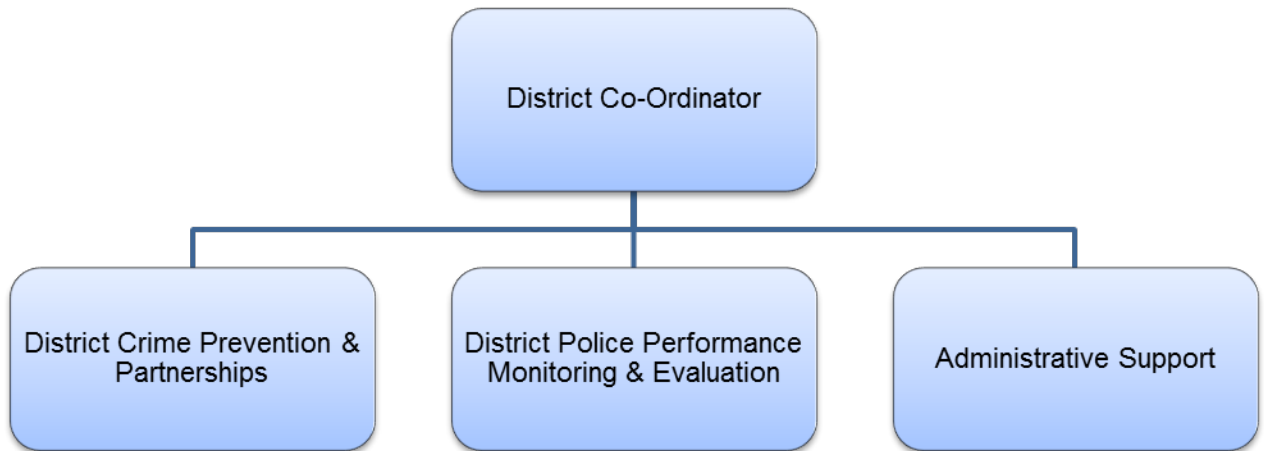 District Co-Ordinator
District Crime Prevention &
Partnerships
District Police Performance
Monitoring & Evaluation
Administrative Support